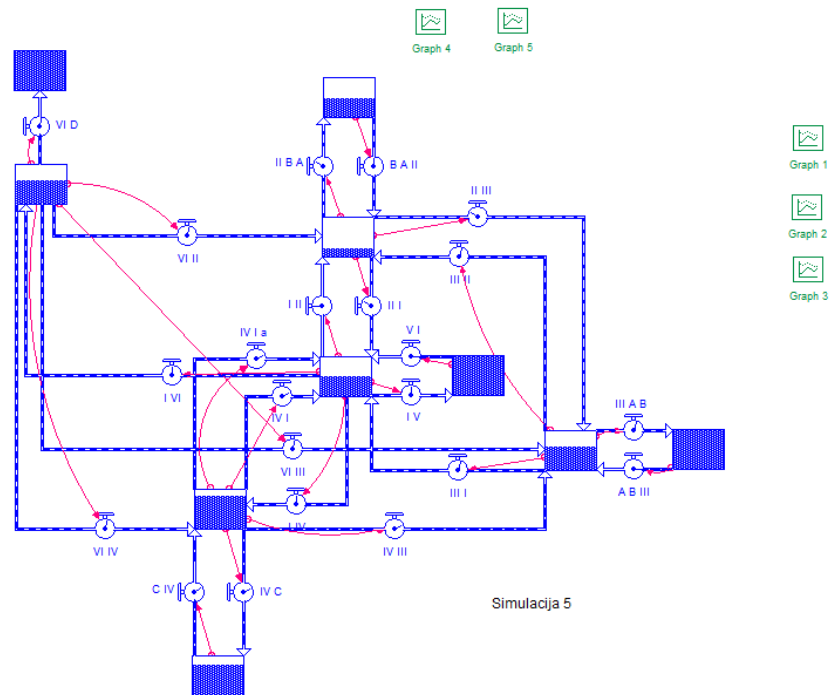 Graph 4
Graph 5
VI D
Graph 1
II B A
B A II
II III
Graph 2
VI II
III II
Graph 3
I II
II I
IV I a
V I
I VI
IV I
I V
III A B
VI III
III I
A B III
I IV
VI IV
IV III
C IV
IV C
Simulacija 5